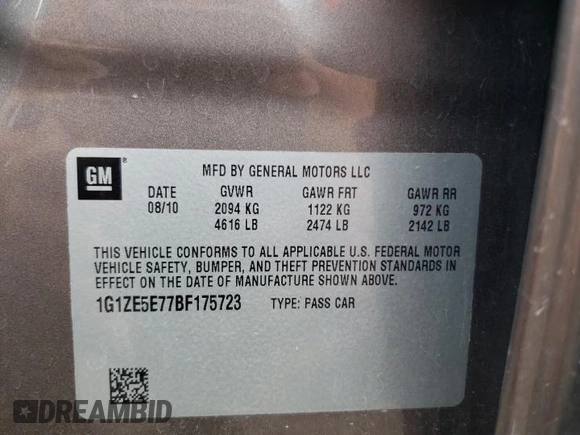 GM ®
MFD BY GENERAL MOTORS LLC
DATE GVWR GAWR FRT GAWR RR
08/10 2094 KG 1122 KG 972 KG
4616 LB 2474 LB 2142 LB
THIS VEHICLE CONFORMS TO ALL APPLICABLE U.S. FEDERAL MOTOR
VEHICLE SAFETY, BUMPER, AND THEFT PREVENTION STANDARDS IN
EFFECT ON THE DATE OF MANUFACTURE SHOWN ABOVE.
1G1ZE5E77BF175723 TYPE: PASS CAR
DREAMBID